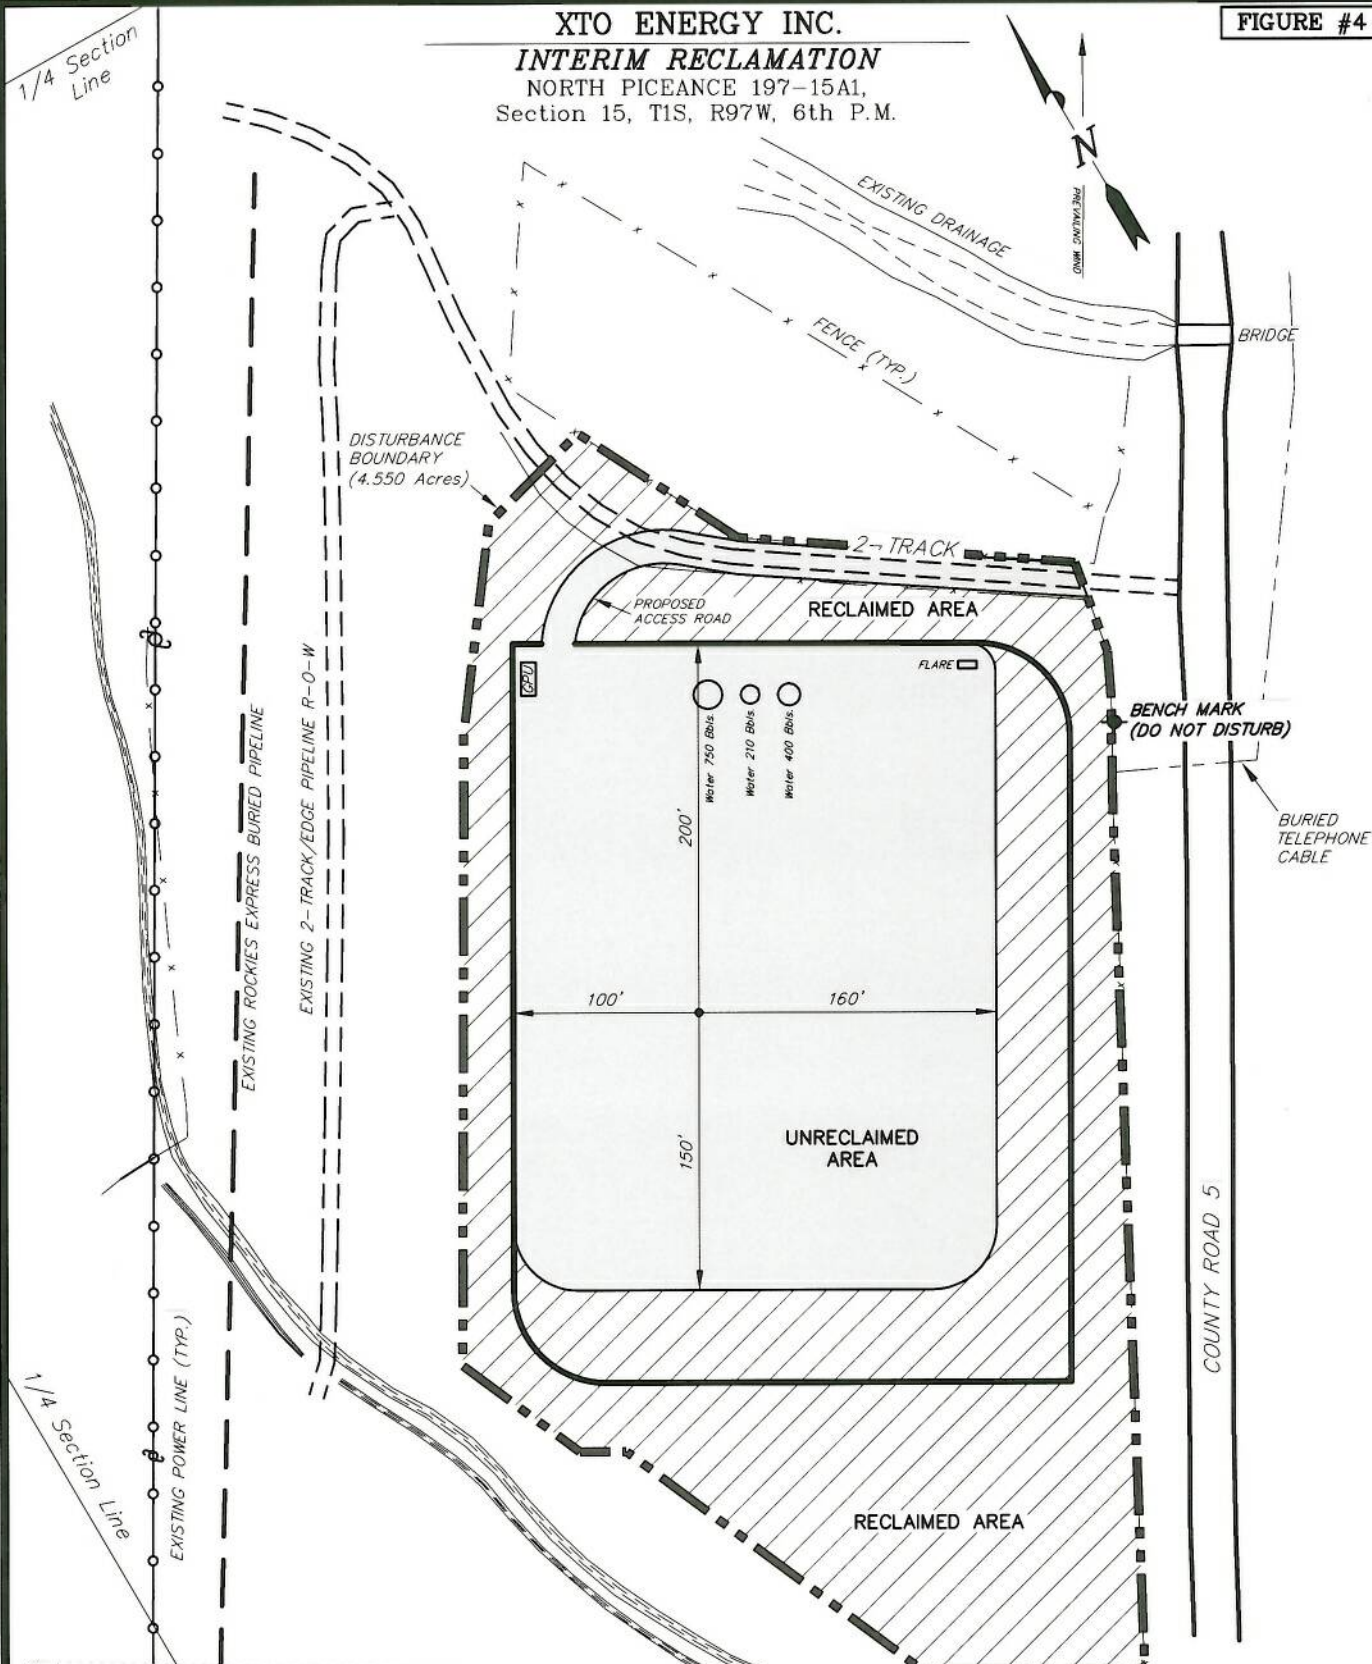 XTO ENERGY INC.
FIGURE #4
INTERIM RECLAMATION
NORTH PICEANCE 197-15A1,
Section 15, T1S, R97W, 6th P.M.
1/4 Section
Line
N
PREVAILING WIND
EXISTING DRAINAGE
BRIDGE
FENCE (TYP.)
DISTURBANCE
BOUNDARY
(4.550 Acres)
2-TRACK
PROPOSED
ACCESS ROAD
RECLAIMED AREA
GPU
FLARE
Water 750 Bbls.
Water 210 Bbls.
Water 400 Bbls.
BENCH MARK
(DO NOT DISTURB)
BURIED
TELEPHONE
CABLE
EXISTING ROCKIES EXPRESS BURIED PIPELINE
EXISTING 2-TRACK/EDGE PIPELINE R-O-W
200'
100'
160'
150'
UNRECLAIMED
AREA
COUNTY ROAD 5
EXISTING POWER LINE (TYP.)
1/4 Section Line
RECLAIMED AREA